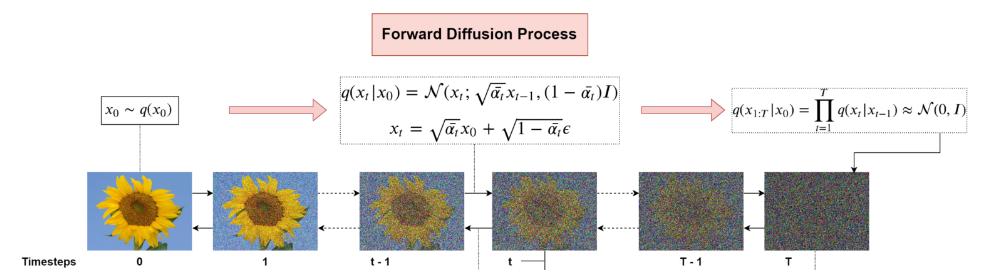 Forward Diffusion Process
x₀ ~ q(x₀)
q(xₜ|x₀) = 𝒩(xₜ; √ᾱₜ xₜ₋₁, (1 − ᾱₜ)I)
xₜ = √ᾱₜ x₀ + √(1 − ᾱₜ) ϵ
q(x₁:T|x₀) = ∏ₜ₌₁ᵀ q(xₜ|xₜ₋₁) ≈ 𝒩(0, I)
Timesteps 0 1 t - 1 t T - 1 T